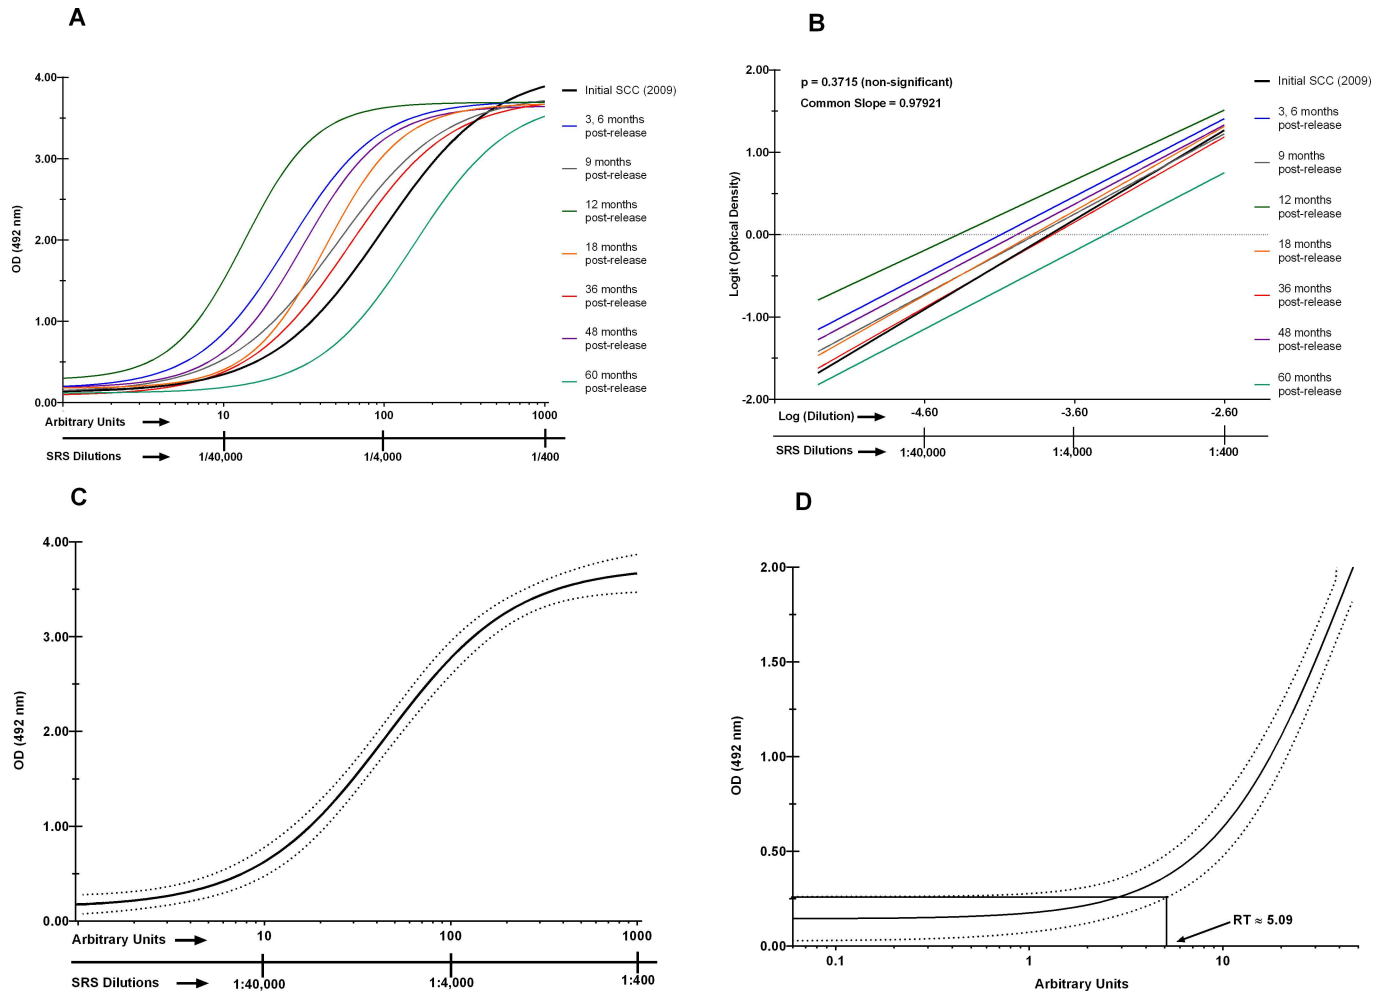 A
4.00
3.00
2.00
1.00
0.00
OD (492 nm)
10
100
1000
Arbitrary Units
SRS Dilutions
1/40,000
1/4,000
1/400
Initial SCC (2009)
3, 6 months
post-release
9 months
post-release
12 months
post-release
18 months
post-release
36 months
post-release
48 months
post-release
60 months
post-release
B
2.00
1.00
0.00
-1.00
-2.00
Logit (Optical Density)
p = 0.3715 (non-significant)
Common Slope = 0.97921
Log (Dilution)
-4.60
-3.60
-2.60
SRS Dilutions
1:40,000
1:4,000
1:400
Initial SCC (2009)
3, 6 months
post-release
9 months
post-release
12 months
post-release
18 months
post-release
36 months
post-release
48 months
post-release
60 months
post-release
C
4.00
3.00
2.00
1.00
0.00
OD (492 nm)
10
100
1000
Arbitrary Units
SRS Dilutions
1:40,000
1:4,000
1:400
D
2.00
1.50
1.00
0.50
0.00
OD (492 nm)
RT ≈ 5.09
0.1
1
10
Arbitrary Units